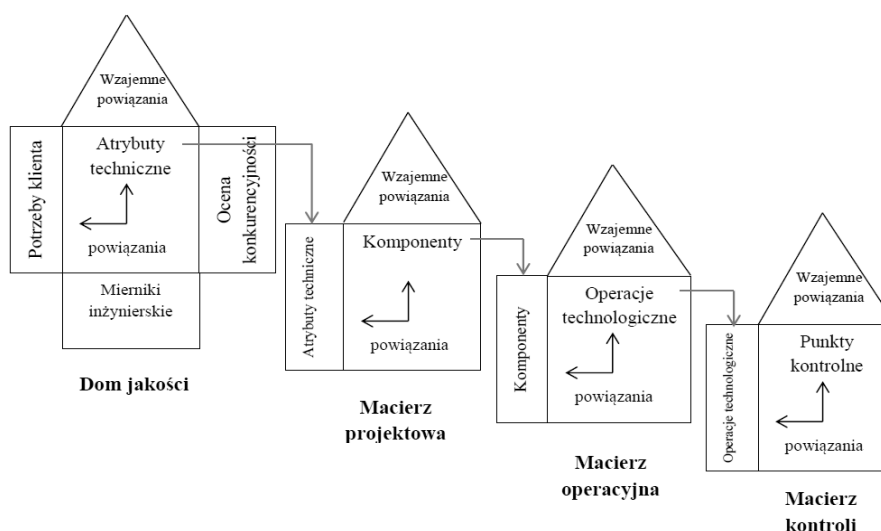 Wzajemne
powiązania
Potrzeby klienta
Atrybuty
techniczne
powiązania
Ocena
konkurencyjności
Mierniki
inżynierskie
Dom jakości
Wzajemne
powiązania
Atrybuty techniczne
Komponenty
powiązania
Macierz
projektowa
Wzajemne
powiązania
Komponenty
Operacje
technologiczne
powiązania
Macierz
operacyjna
Wzajemne
powiązania
Operacje technologiczne
Punkty
kontrolne
powiązania
Macierz
kontroli